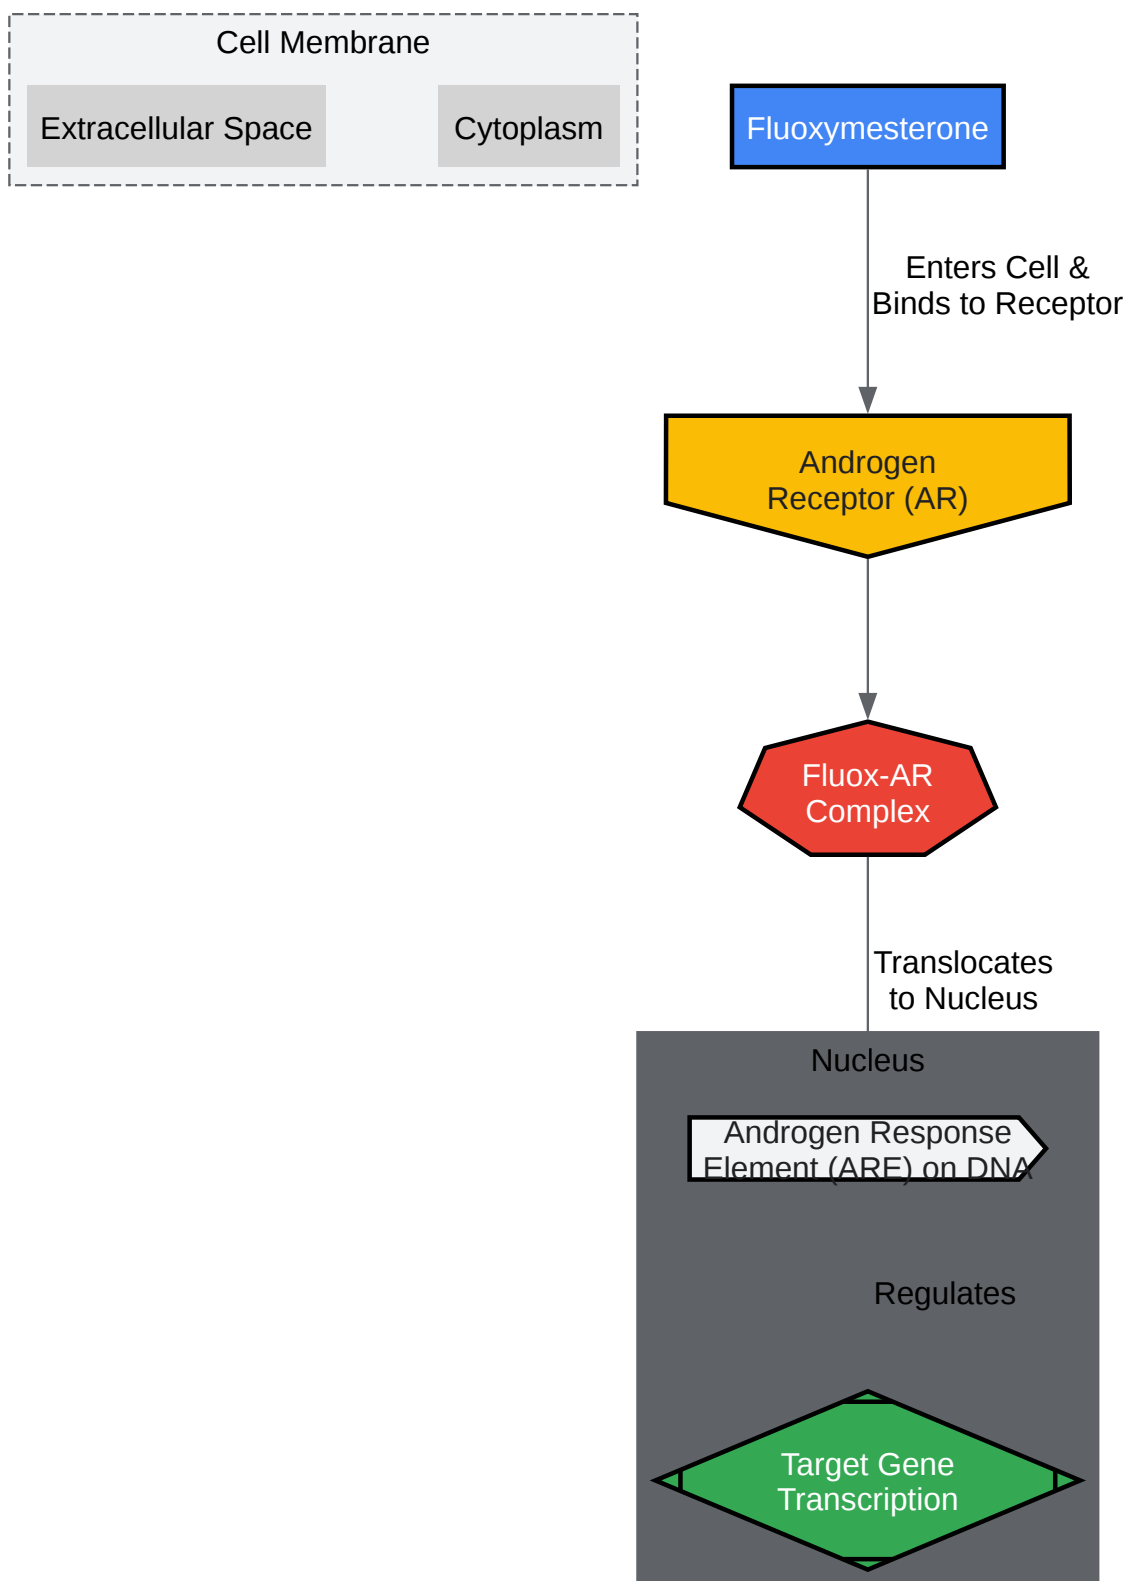 Cell Membrane
Extracellular Space
Cytoplasm
Fluoxymesterone
Enters Cell &
Binds to Receptor
Androgen
Receptor (AR)
Fluox-AR
Complex
Translocates
to Nucleus
Nucleus
Androgen Response
Element (ARE) on DNA
Regulates
Target Gene
Transcription